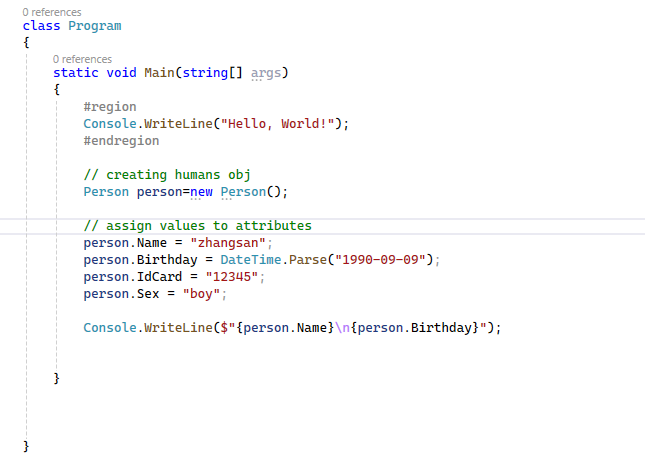 0 references
class Program
{
0 references
static void Main(string[] args)
{
#region
Console.WriteLine("Hello, World!");
#endregion
// creating humans obj
Person person=new Person();
// assign values to attributes
person.Name = "zhangsan";
person.Birthday = DateTime.Parse("1990-09-09");
person.IdCard = "12345";
person.Sex = "boy";
Console.WriteLine($"{person.Name}\n{person.Birthday}");
}
}